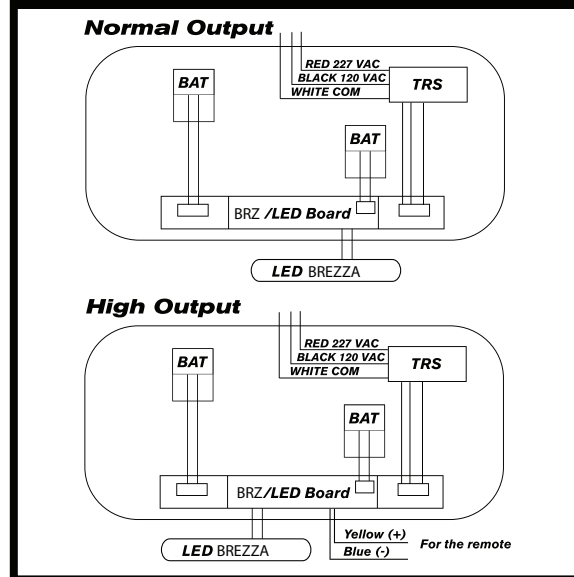 Normal Output
RED 227 VAC
BLACK 120 VAC
WHITE COM
BAT
TRS
BAT
BRZ /LED Board
LED BREZZA
High Output
RED 227 VAC
BLACK 120 VAC
WHITE COM
BAT
TRS
BAT
BRZ/LED Board
Yellow (+)
For the remote
Blue (-)
LED BREZZA